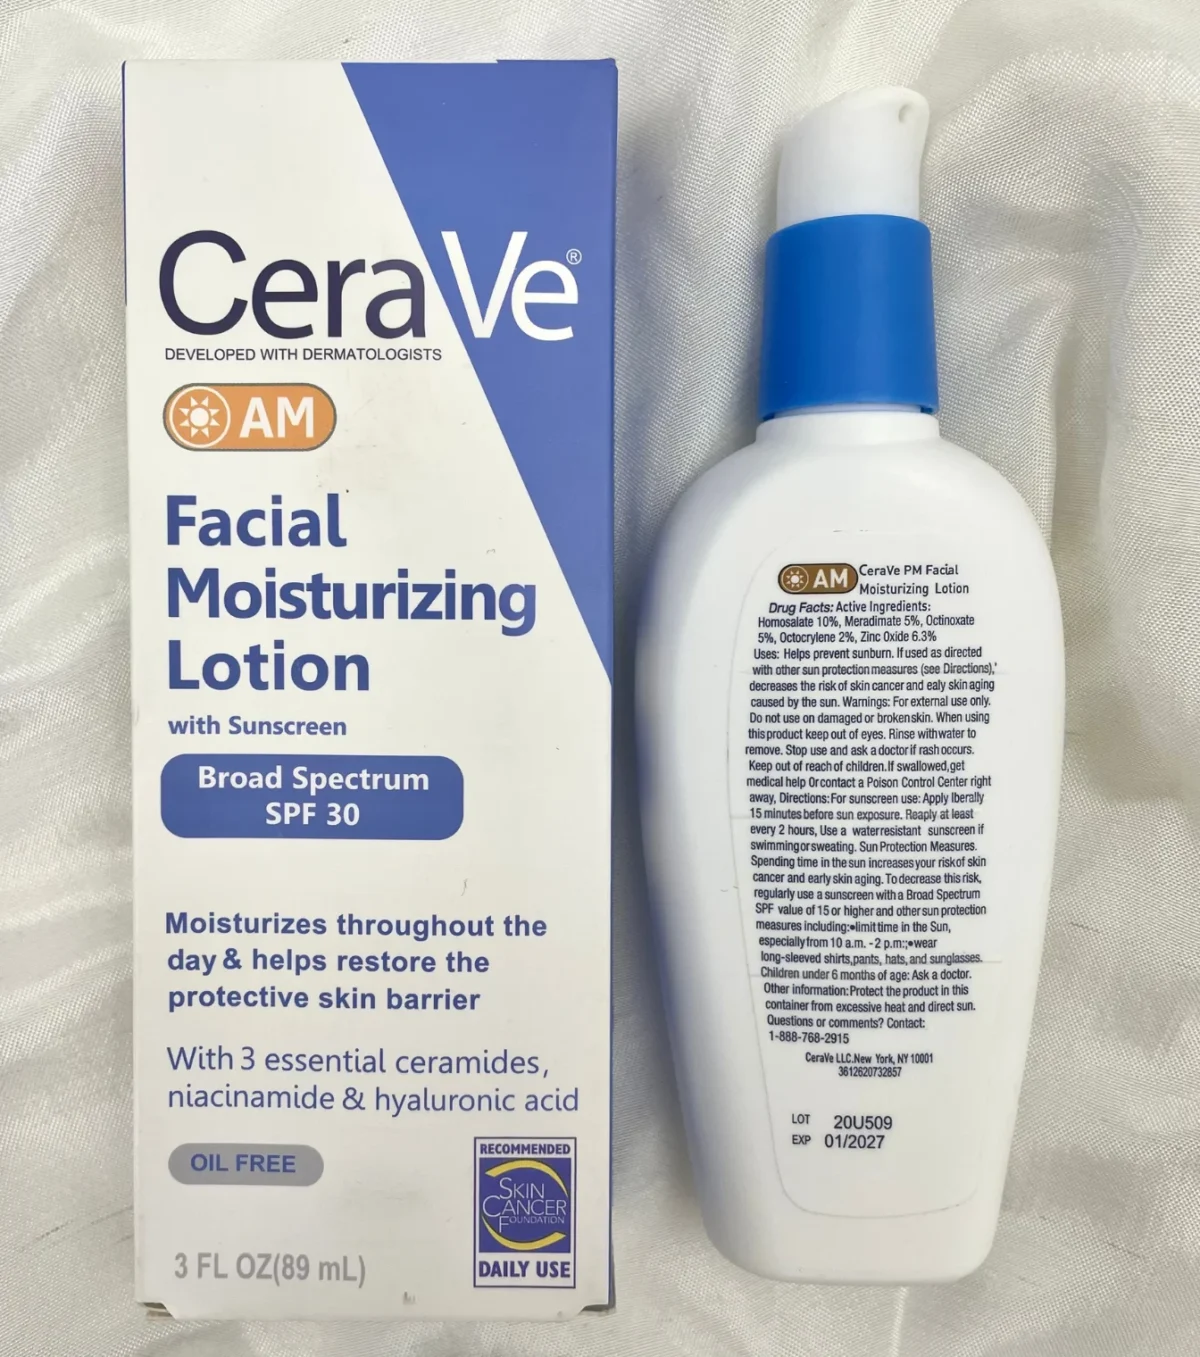 CeraVe®
DEVELOPED WITH DERMATOLOGISTS
AM
Facial
Moisturizing
Lotion
with Sunscreen
Broad Spectrum
SPF 30
Moisturizes throughout the
day & helps restore the
protective skin barrier
With 3 essential ceramides,
niacinamide & hyaluronic acid
OIL FREE
3 FL OZ(89 mL)
RECOMMENDED
SKIN
CANCER
FOUNDATION
DAILY USE
AM CeraVe PM Facial
Moisturizing Lotion
Drug Facts: Active Ingredients:
Homosalate 10%, Meradimate 5%, Octinoxate
5%, Octocrylene 2%, Zinc Oxide 6.3%
Uses: Helps prevent sunburn. If used as directed
with other sun protection measures (see Directions),'
decreases the risk of skin cancer and ealy skin aging
caused by the sun. Warnings: For external use only.
Do not use on damaged or broken skin. When using
this product keep out of eyes. Rinse with water to
remove. Stop use and ask a doctor if rash occurs.
Keep out of reach of children. If swallowed, get
medical help Or contact a Poison Control Center right
away, Directions: For sunscreen use: Apply lberally
15 minutes before sun exposure. Reaply at least
every 2 hours, Use a waterresistant sunscreen if
swimming or sweating. Sun Protection Measures.
Spending time in the sun increases your risk of skin
cancer and early skin aging. To decrease this risk,
regularly use a sunscreen with a Broad Spectrum
SPF value of 15 or higher and other sun protection
measures including:•limit time in the Sun,
especially from 10 a.m. - 2 p.m:;•wear
long-sleeved shirts,pants, hats, and sunglasses.
Children under 6 months of age: Ask a doctor.
Other information: Protect the product in this
container from excessive heat and direct sun.
Questions or comments? Contact:
1-888-768-2915
CeraVe LLC.New York, NY 10001
3612620732857
LOT 20U509
EXP 01/2027